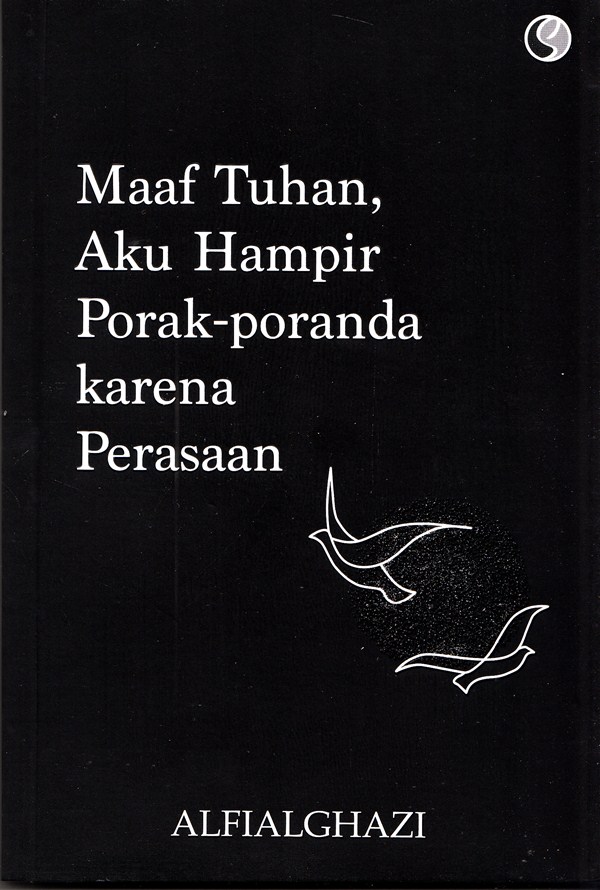 Maaf Tuhan,
Aku Hampir
Porak-poranda
karena
Perasaan
ALFIALGHAZI